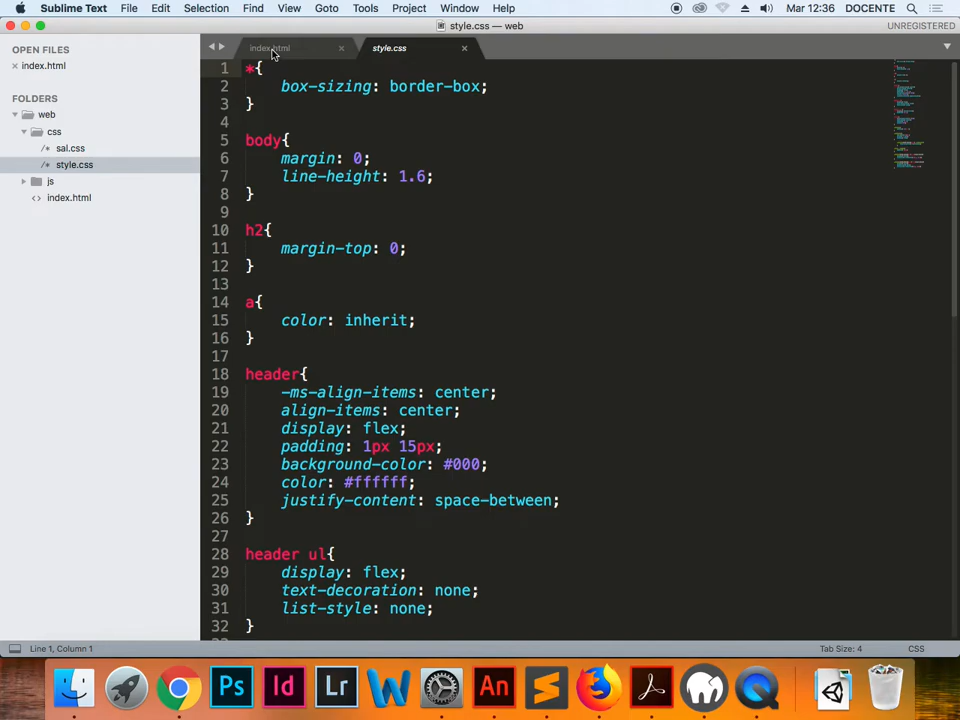 Sublime Text File Edit Selection Find View Goto Tools Project Window Help Mar 12:36 DOCENTE
style.css — web UNREGISTERED
OPEN FILES
index.html
FOLDERS
web
css
/* sal.css
/* style.css
js
<> index.html
index.html
style.css
1 *{
2 box-sizing: border-box;
3 }
4
5 body{
6 margin: 0;
7 line-height: 1.6;
8 }
9
10 h2{
11 margin-top: 0;
12 }
13
14 a{
15 color: inherit;
16 }
17
18 header{
19 -ms-align-items: center;
20 align-items: center;
21 display: flex;
22 padding: 1px 15px;
23 background-color: #000;
24 color: #ffffff;
25 justify-content: space-between;
26 }
27
28 header ul{
29 display: flex;
30 text-decoration: none;
31 list-style: none;
32 }
Line 1, Column 1 Tab Size: 4 CSS
Ps Id Lr W An S